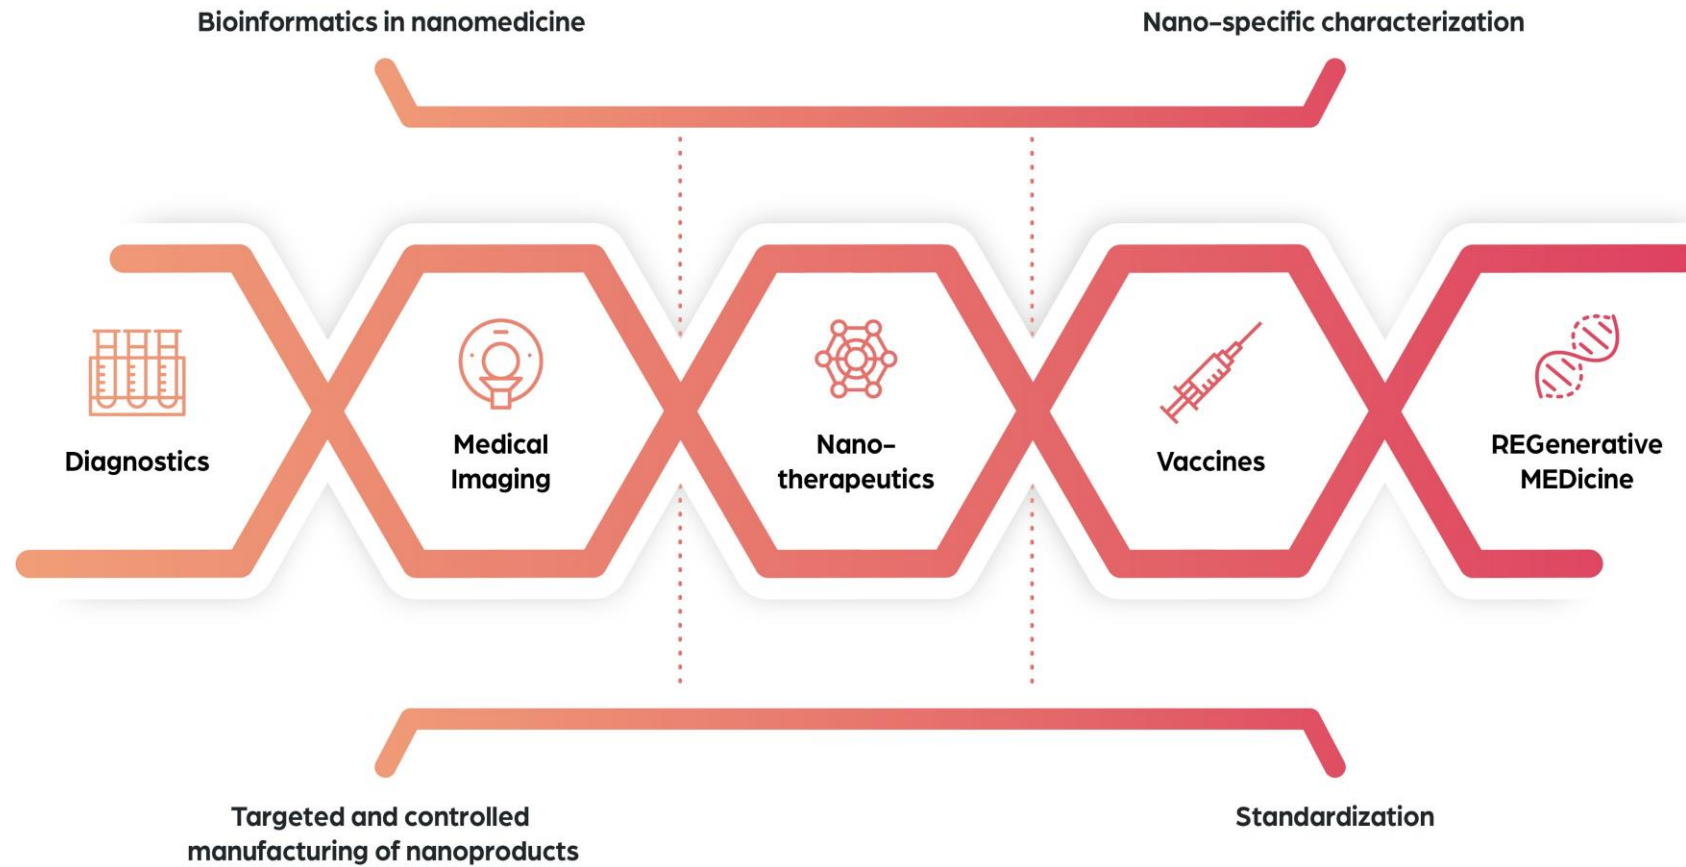 Bioinformatics in nanomedicine
Nano-specific characterization
Diagnostics
Medical
Imaging
Nano-
therapeutics
Vaccines
REGenerative
MEDicine
Targeted and controlled
manufacturing of nanoproducts
Standardization